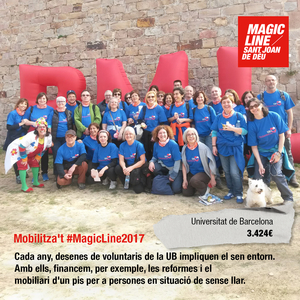 MAGIC
LINE
SANT JOAN
DE DÉU
Universitat de Barcelona
3.424€
Mobilitza't #MagicLine2017
Cada any, desenes de voluntaris de la UB impliquen el sen entorn.
Amb ells, financem, per exemple, les reformes i el
mobiliari d'un pis per a persones en situació de sense llar.